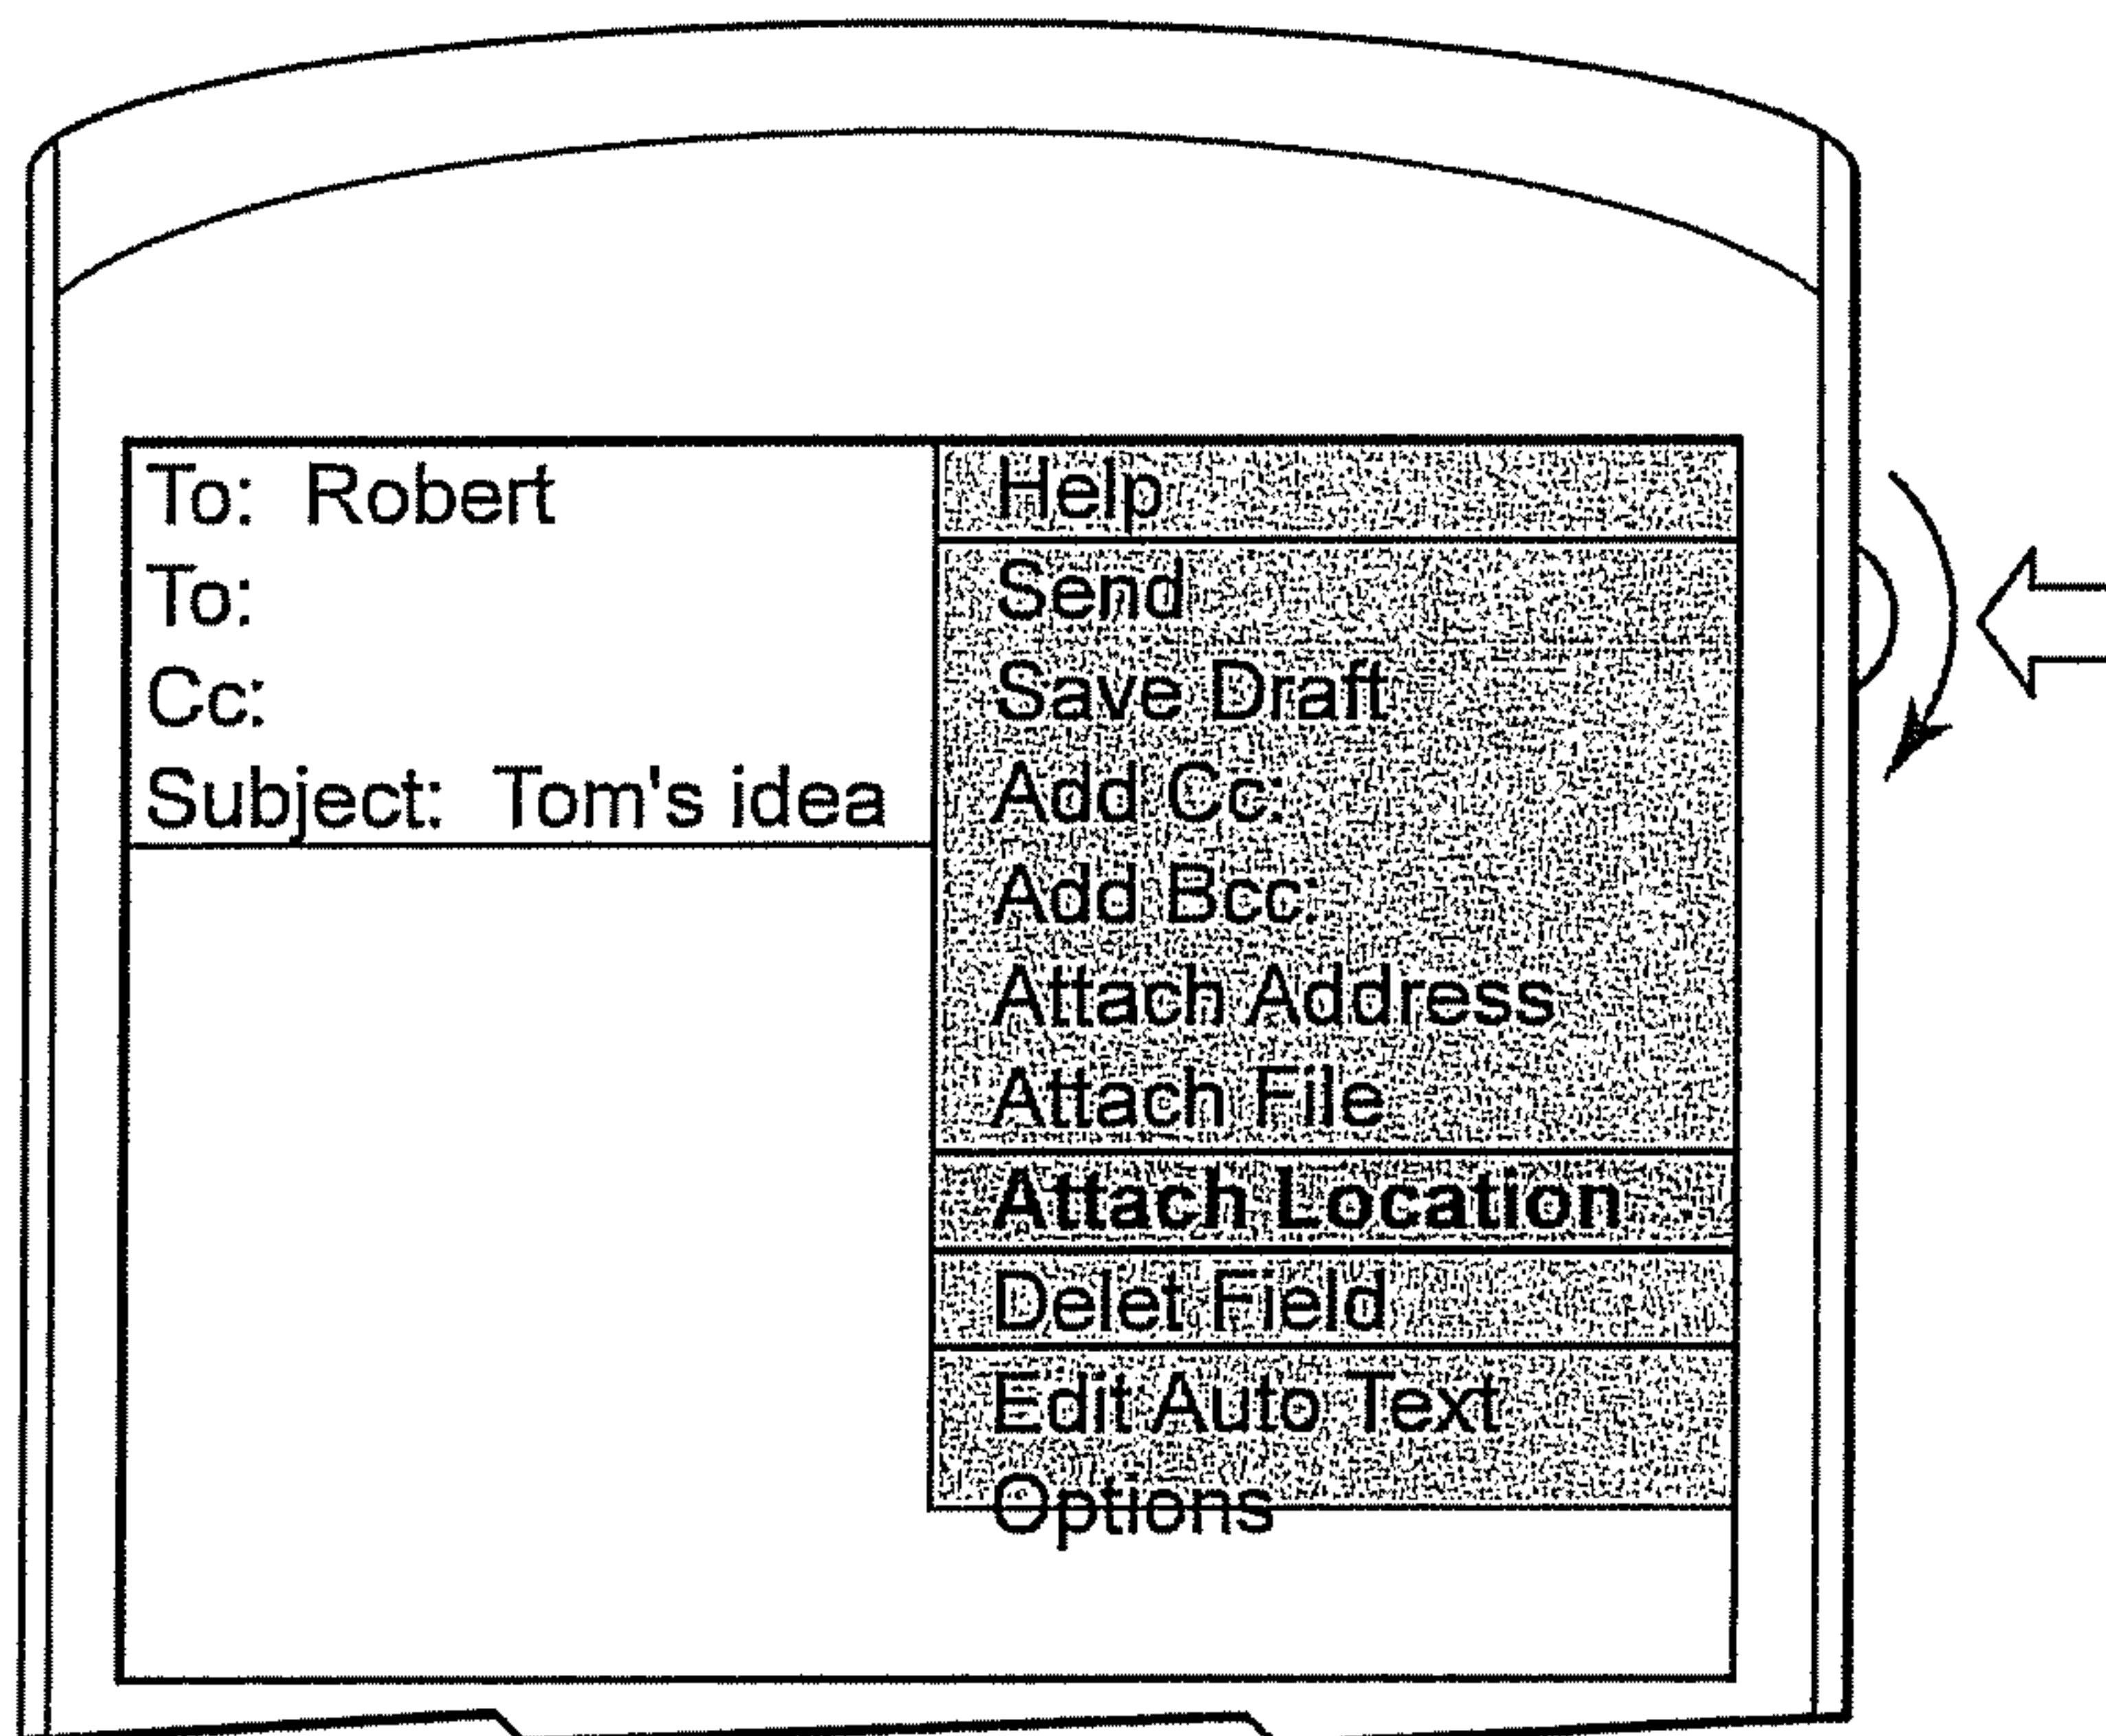 To: Robert
To:
Cc:
Subject: Tom's idea
Help
Send
Save Draft
Add Cc:
Add Bcc:
Attach Address
Attach File
Attach Location
Delet Field
Edit Auto Text
Options